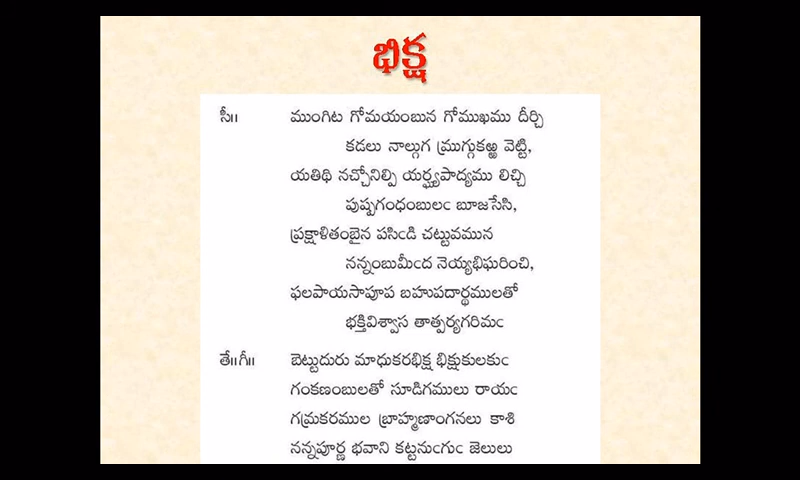 భిక్ష
సీ॥ ముంగిట గోమయంబున గోముఖము దీర్చి
కడలు నాల్గుగ మ్రుగ్గుకఱ్ఱ వెట్టి,
యతిథి నచ్చోనిల్పి యర్ఘ్యపాద్యము లిచ్చి
పుష్పగంధంబులఁ బూజసేసి,
ప్రక్షాళితంబైన పసిఁడి చట్టువమున
నన్నంబుమీఁద నెయ్యభిఘరించి,
ఫలపాయసాపూప బహుపదార్థములతో
భక్తివిశ్వాస తాత్పర్యగరిమఁ
తే॥గీ॥ బెట్టుదురు మాధుకరభిక్ష భిక్షుకులకుఁ
గంకణంబులతో సూడిగములు రాయఁ
గమ్రకరముల బ్రాహ్మణాంగనలు కాశి
నన్నపూర్ణ భవాని కట్టనుఁగుఁ జెలులు